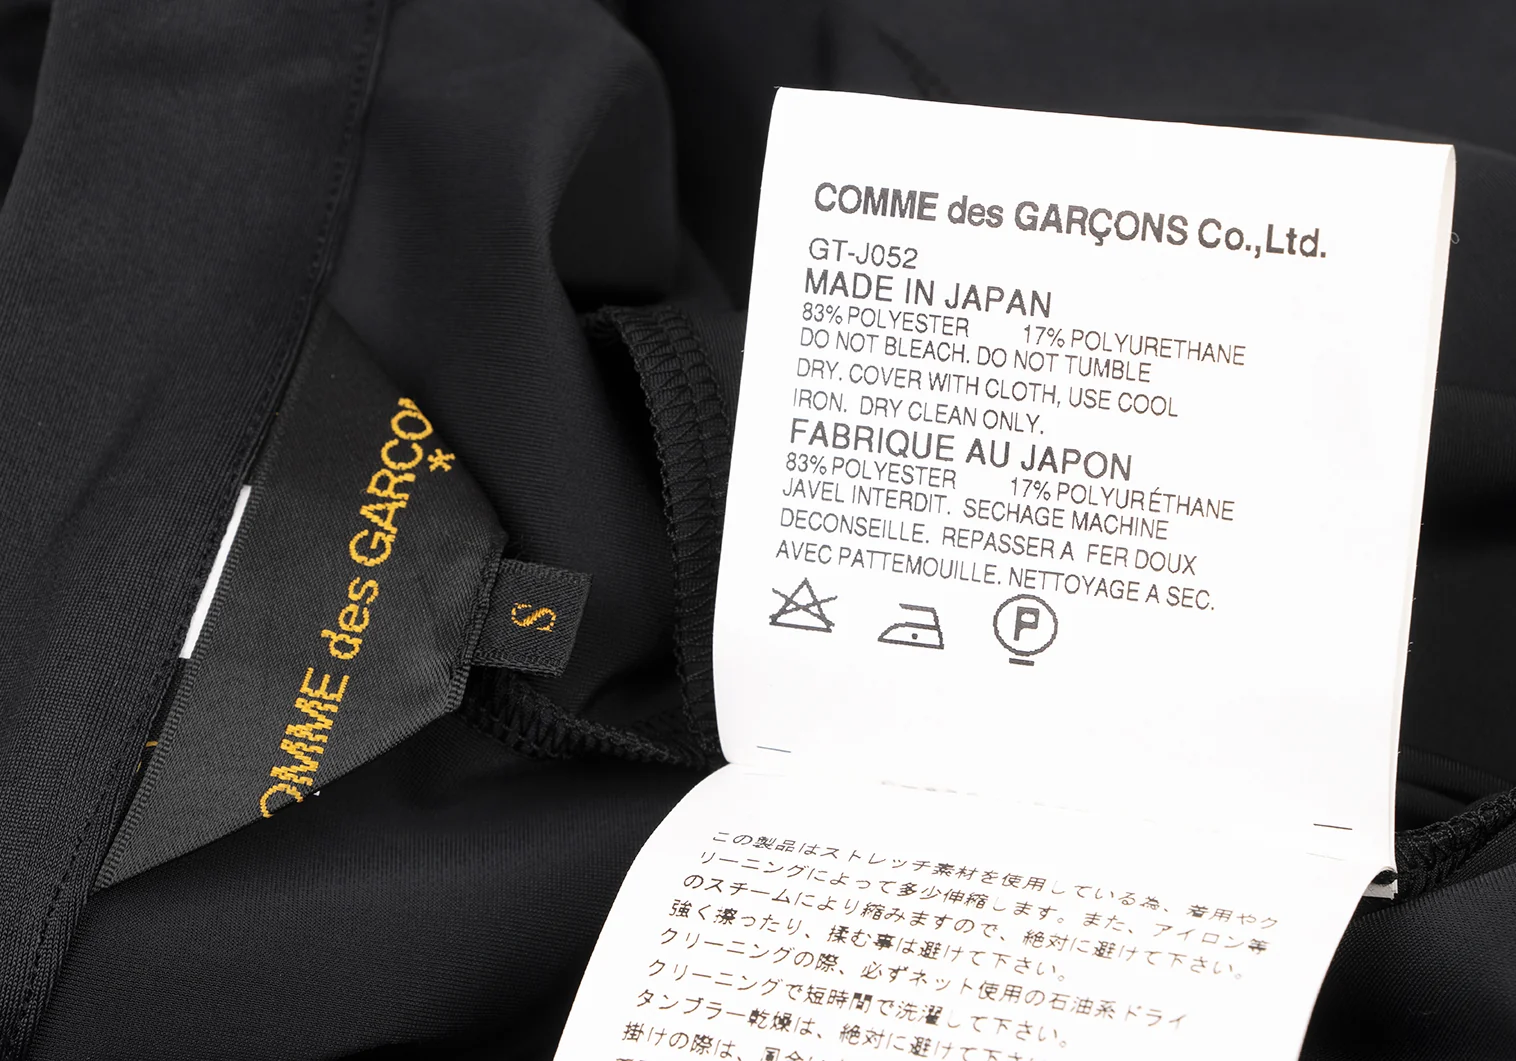 COMME des GARÇONS Co.,Ltd.
GT-J052
MADE IN JAPAN
83% POLYESTER 17% POLYURETHANE
DO NOT BLEACH. DO NOT TUMBLE
DRY. COVER WITH CLOTH, USE COOL
IRON. DRY CLEAN ONLY.
FABRIQUE AU JAPON
83% POLYESTER 17% POLYURÉTHANE
JAVEL INTERDIT. SECHAGE MACHINE
DECONSEILLE. REPASSER A FER DOUX
AVEC PATTEMOUILLE. NETTOYAGE A SEC.
P
この製品はストレッチ素材を使用している為、着用やク
リーニングによって多少伸縮します。また、アイロン等
のスチームにより縮みますので、絶対に避けて下さい。
強く擦ったり、揉む事は避けて下さい。
クリーニングの際、必ずネット使用の石油系ドライ
クリーニングで短時間で洗濯して下さい。
タンブラー乾燥は、絶対に避けて下さい
掛けの際は、
OMME des GARCO
*
S